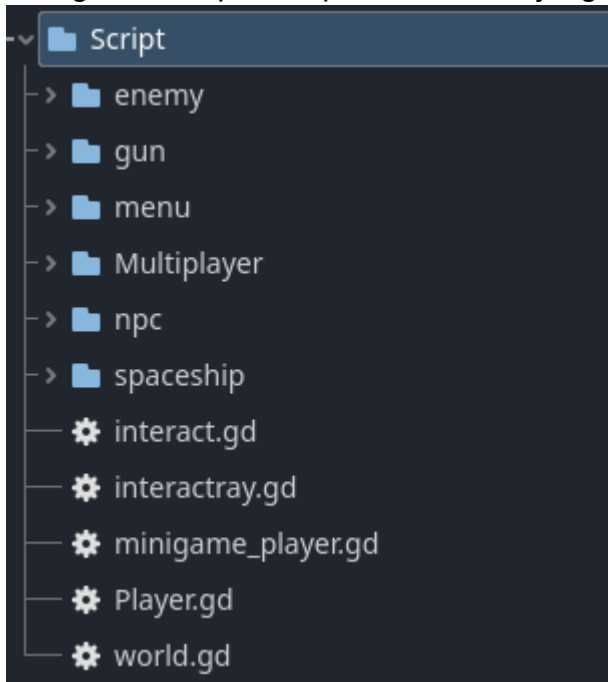 Script
enemy
gun
menu
Multiplayer
npc
spaceship
interact.gd
interactray.gd
minigame_player.gd
Player.gd
world.gd